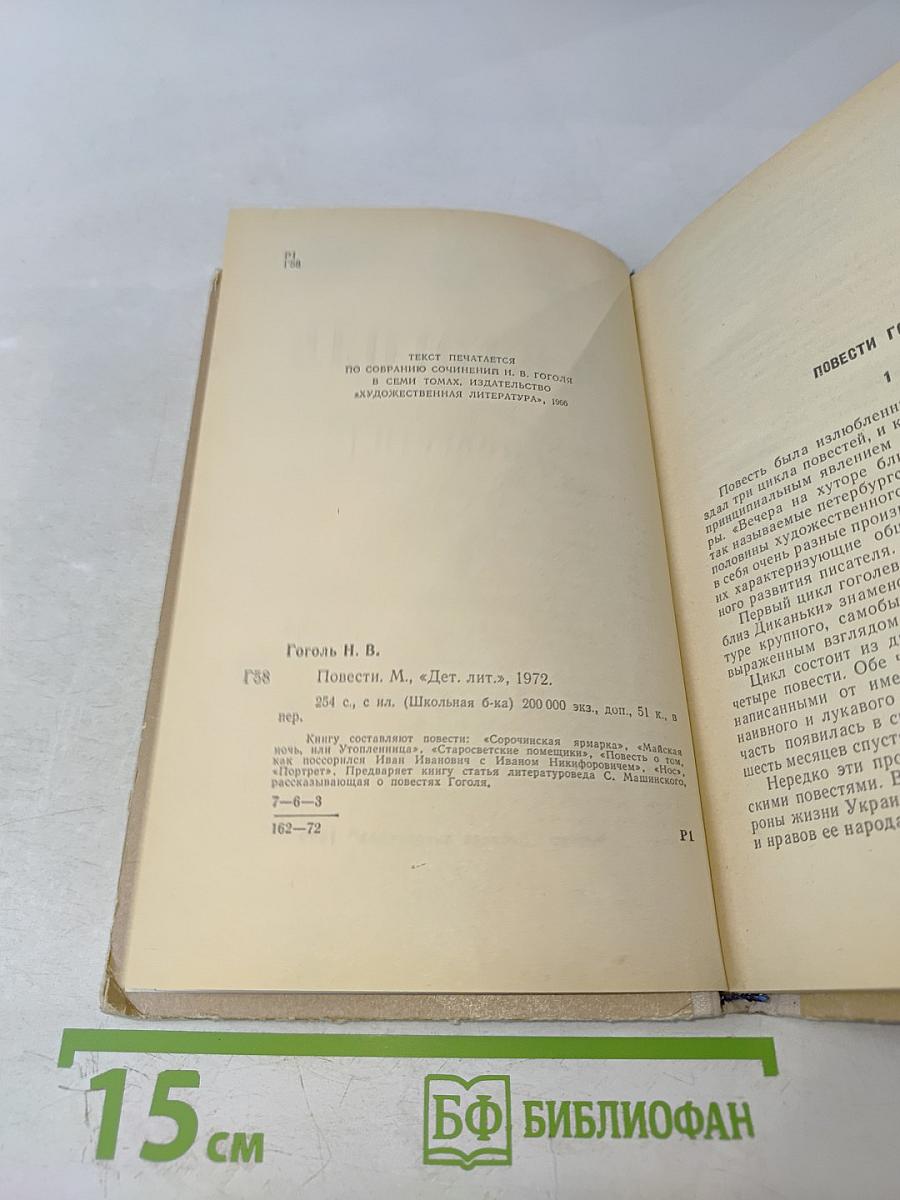 Р1
Г58
ТЕКСТ ПЕЧАТАЕТСЯ
ПО СОБРАНИЮ СОЧИНЕНИЙ Н. В. ГОГОЛЯ
В СЕМИ ТОМАХ, ИЗДАТЕЛЬСТВО
«ХУДОЖЕСТВЕННАЯ ЛИТЕРАТУРА», 1966
Гоголь Н. В.
Г58 Повести. М., «Дет. лит.», 1972.
254 с., с ил. (Школьная б-ка) 200 000 экз., доп., 51 к., в
пер.
Книгу составляют повести: «Сорочинская ярмарка», «Майская
ночь, или Утопленница», «Старосветские помещики», «Повесть о том,
как поссорился Иван Иванович с Иваном Никифоровичем», «Нос»,
«Портрет». Предваряет книгу статья литературоведа С. Машинского,
рассказывающая о повестях Гоголя.
7—6—3
162—72
Р1
ПОВЕСТИ ГО
1
Повесть была излюбленны
здал три цикла повестей, и к
принципиальным явлением
ры. «Вечера на хуторе бли
так называемые петербургс
половины художественного
в себя очень разные произ
их характеризующие общ
ного развития писателя.
Первый цикл гоголев
близ Диканьки» знамено
туре крупного, самобы
выраженным взглядом
Цикл состоит из д
четыре повести. Обе ч
написанными от име
наивного и лукавого
часть появилась в с
шесть месяцев спуст
Нередко эти про
скими повестями. В
роны жизни Украи
и нравов ее народа
15 см
БФ БИБЛИОФАН